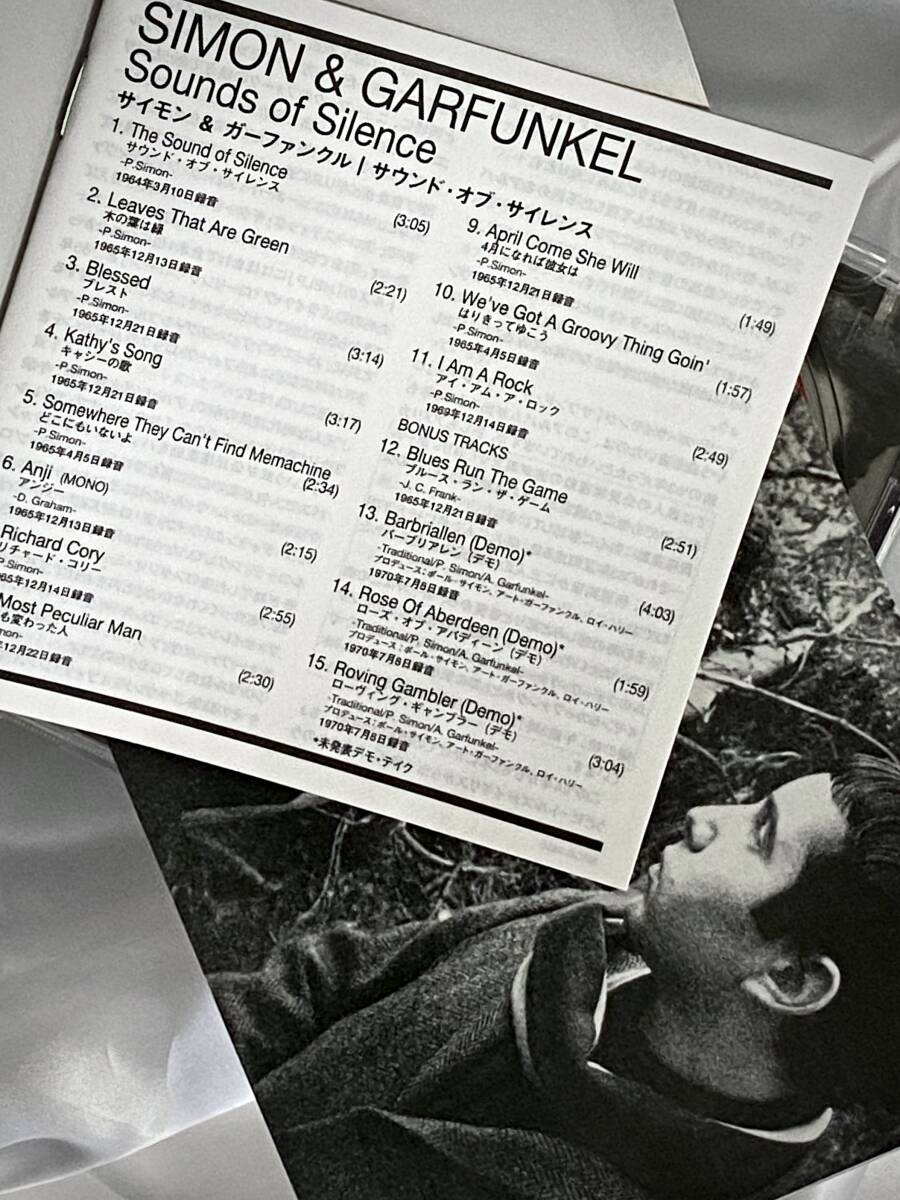 SIMON & GARFUNKEL
Sounds of Silence
サイモン & ガーファンクル | サウンド・オブ・サイレンス
1. The Sound of Silence
サウンド・オブ・サイレンス
-P.Simon-
1964年3月10日録音
(3:05)
2. Leaves That Are Green
木の葉は緑
-P.Simon-
1965年12月13日録音
(2:21)
3. Blessed
ブレスト
-P.Simon-
1965年12月21日録音
(3:14)
4. Kathy's Song
キャシーの歌
-P.Simon-
1965年12月21日録音
(3:17)
5. Somewhere They Can't Find Memachine
どこにもいないよ
-P.Simon-
1965年4月5日録音
(2:34)
6. Anji (MONO)
アンジー
-D. Graham-
1965年12月13日録音
(2:15)
Richard Cory
リチャード・コリー
P.Simon-
65年12月14日録音
(2:55)
Most Peculiar Man
も変わった人
mon-
年12月22日録音
(2:30)
9. April Come She Will
4月になれば彼女は
-P.Simon-
1965年12月21日録音
(1:49)
10. We've Got A Groovy Thing Goin'
はりきってゆこう
-P.Simon-
1965年4月5日録音
(1:57)
11. I Am A Rock
アイ・アム・ア・ロック
-P.Simon-
1969年12月14日録音
(2:49)
BONUS TRACKS
12. Blues Run The Game
ブルース・ラン・ザ・ゲーム
-J. C. Frank-
1965年12月21日録音
(2:51)
13. Barbriallen (Demo)*
バーブリアレン (デモ)
-Traditional/P. Simon/A. Garfunkel-
プロデュース:ポール・サイモン、アート・ガーファンクル、ロイ・ハリー
1970年7月8日録音
(4:03)
14. Rose Of Aberdeen (Demo)*
ローズ・オブ・アバディーン (デモ)
-Traditional/P. Simon/A. Garfunkel-
プロデュース:ポール・サイモン、アート・ガーファンクル、ロイ・ハリー
1970年7月8日録音
(1:59)
15. Roving Gambler (Demo)*
ローヴィング・ギャンブラー (デモ)
-Traditional/P. Simon/A. Garfunkel-
プロデュース:ポール・サイモン、アート・ガーファンクル、ロイ・ハリー
1970年7月8日録音
(3:04)
*未発表デモ・テイク